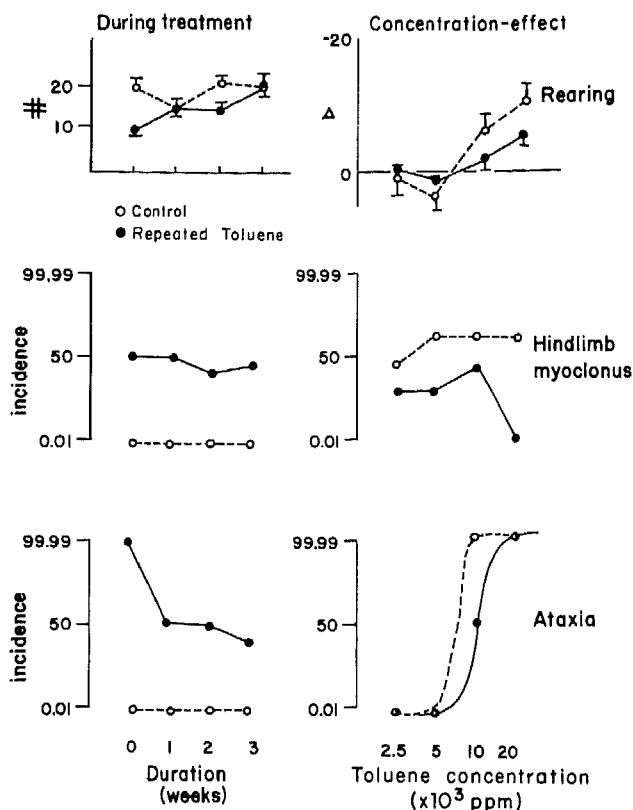 During treatment
Concentration-effect
#
20
10
Δ
-20
0
Rearing
Control
Repeated Toluene
incidence
99.99
50
0.01
99.99
50
0.01
Hindlimb
myoclonus
incidence
99.99
50
0.01
99.99
50
0.01
Ataxia
0 1 2 3
Duration
(weeks)
2.5 5 10 20
Toluene concentration
(x10³ ppm)